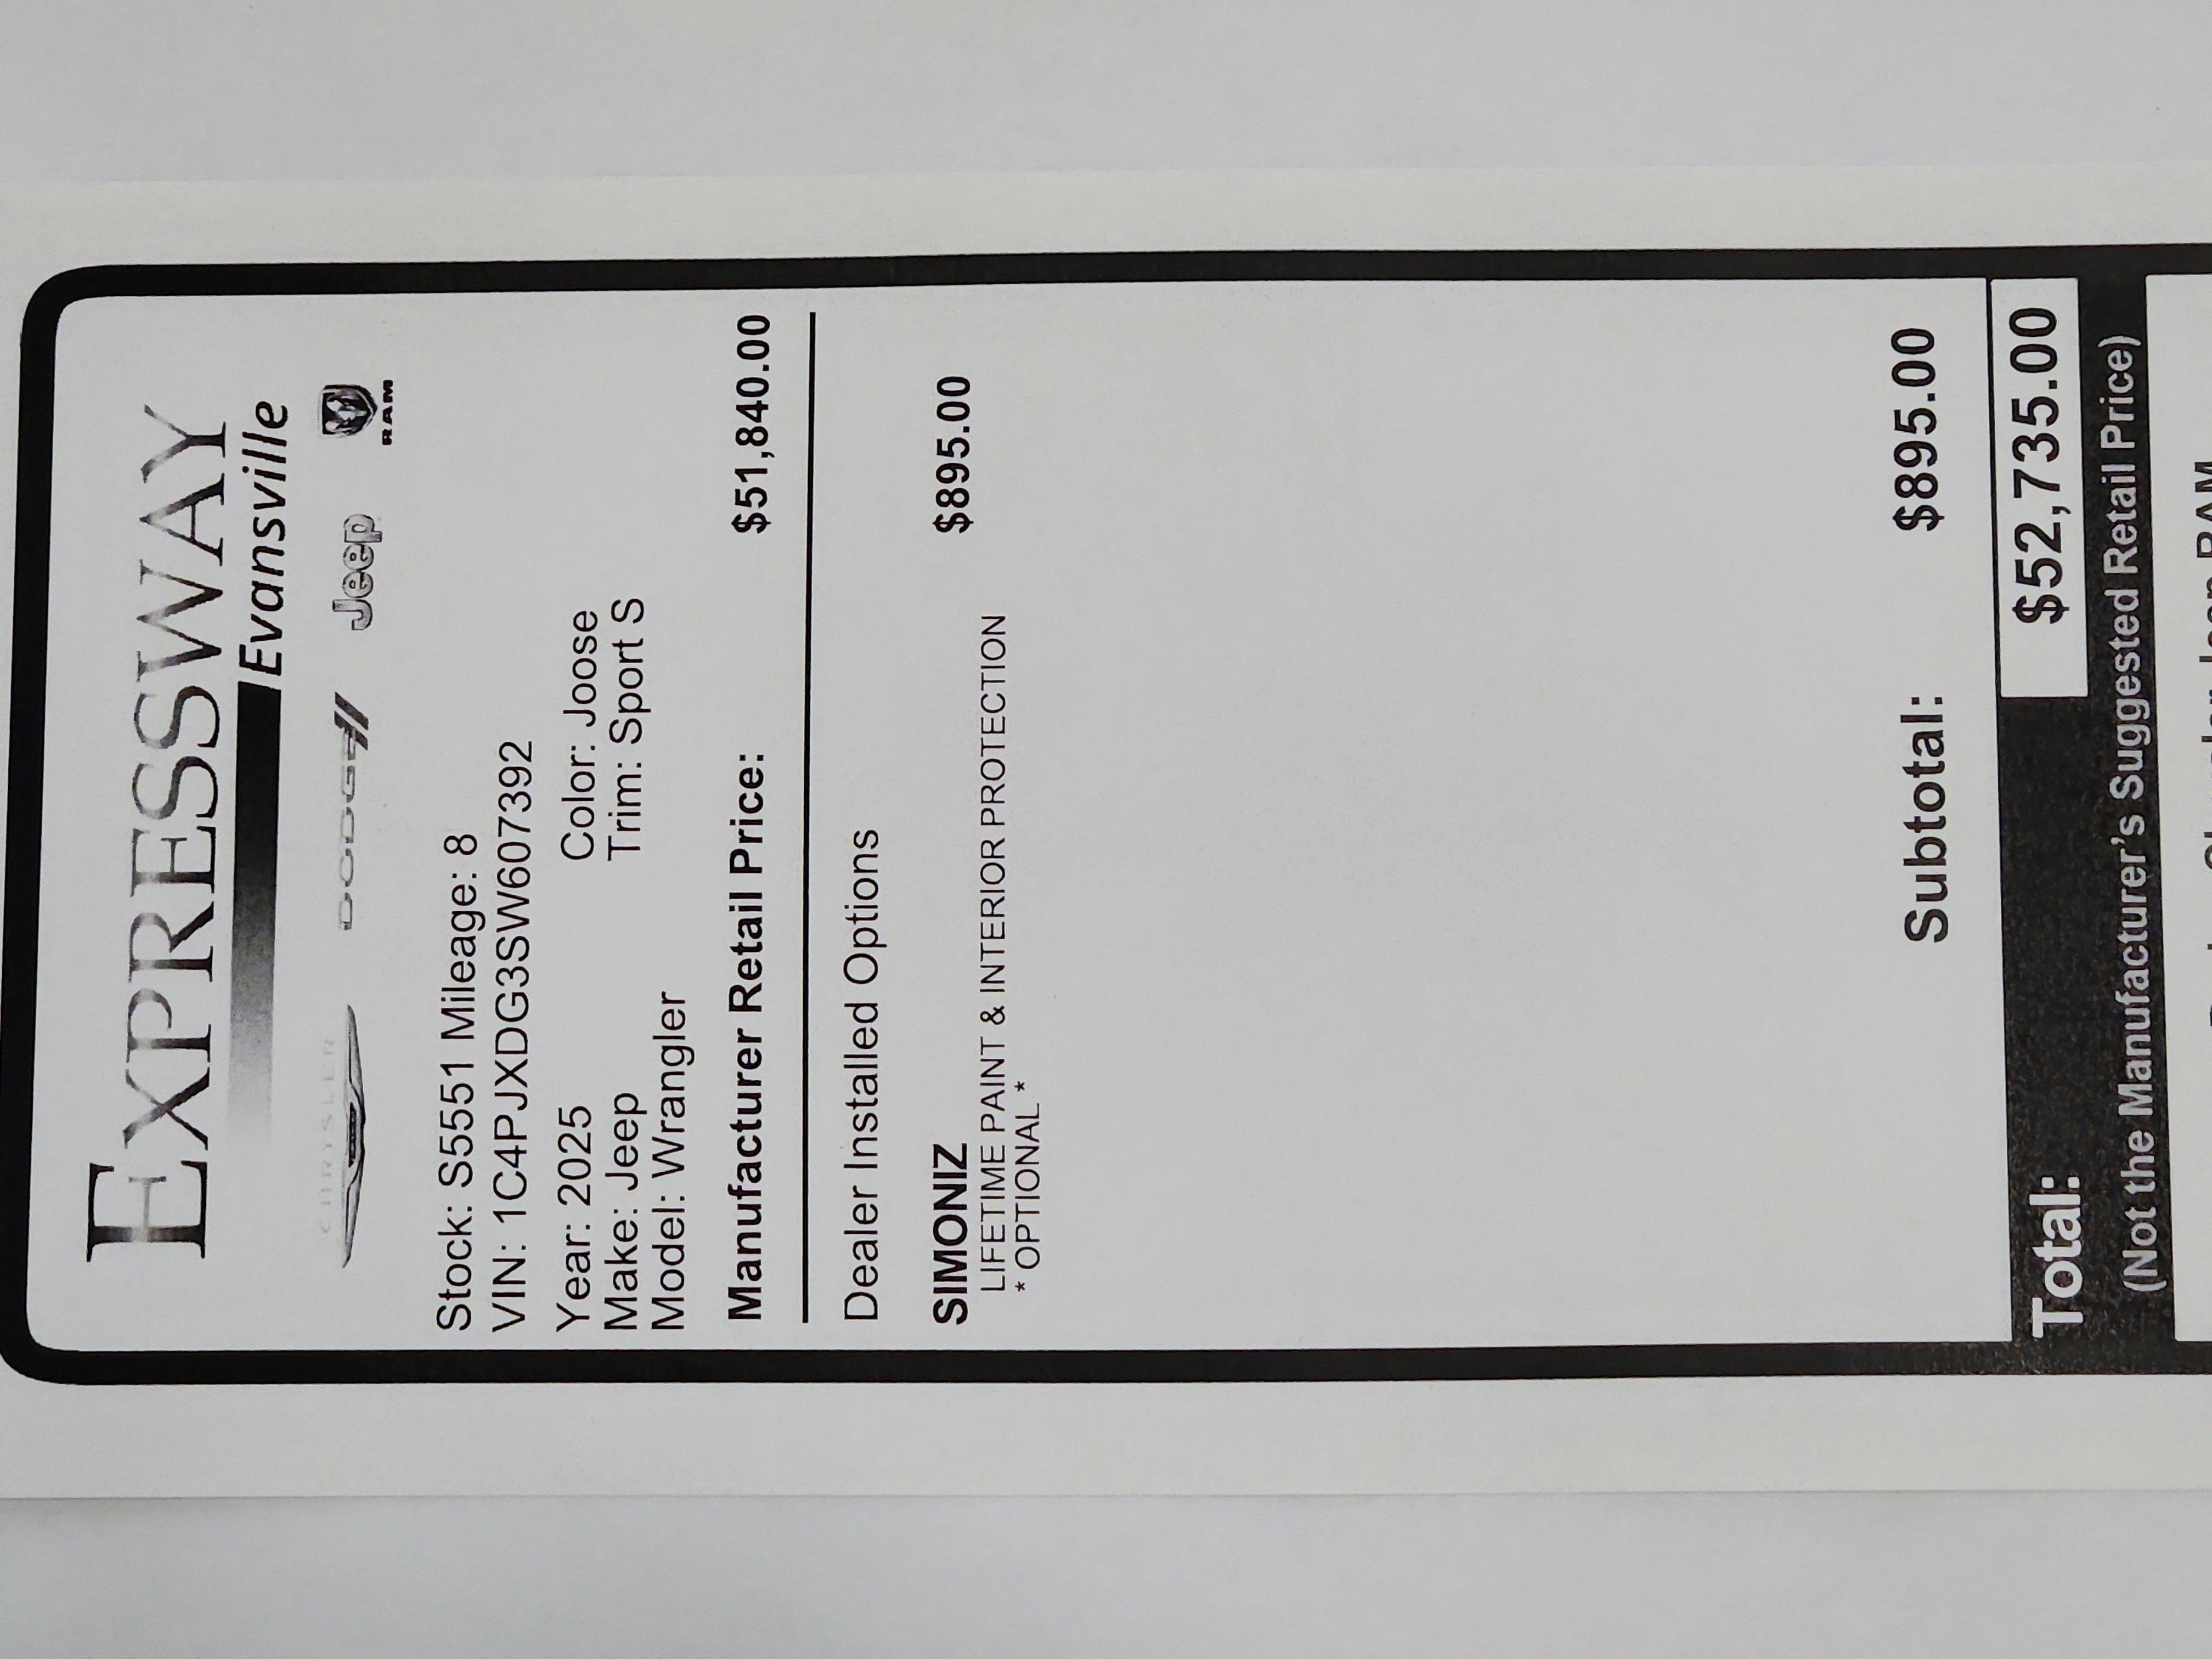 EXPRESSWAY
Evansville
CHRYSLER DODGE Jeep RAM
Stock: S5551 Mileage: 8
VIN: 1C4PJXDG3SW607392
Year: 2025 Color: Joose
Make: Jeep Trim: Sport S
Model: Wrangler
Manufacturer Retail Price: $51,840.00
Dealer Installed Options
SIMONIZ $895.00
LIFETIME PAINT & INTERIOR PROTECTION
* OPTIONAL *
Subtotal: $895.00
Total: $52,735.00
(Not the Manufacturer's Suggested Retail Price)